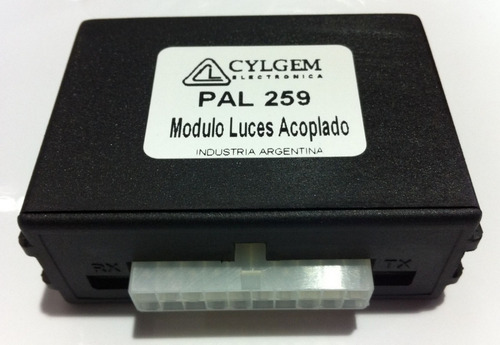 CYLGEM
ELECTRONICA
PAL 259
Modulo Luces Acoplado
INDUSTRIA ARGENTINA
RX TX